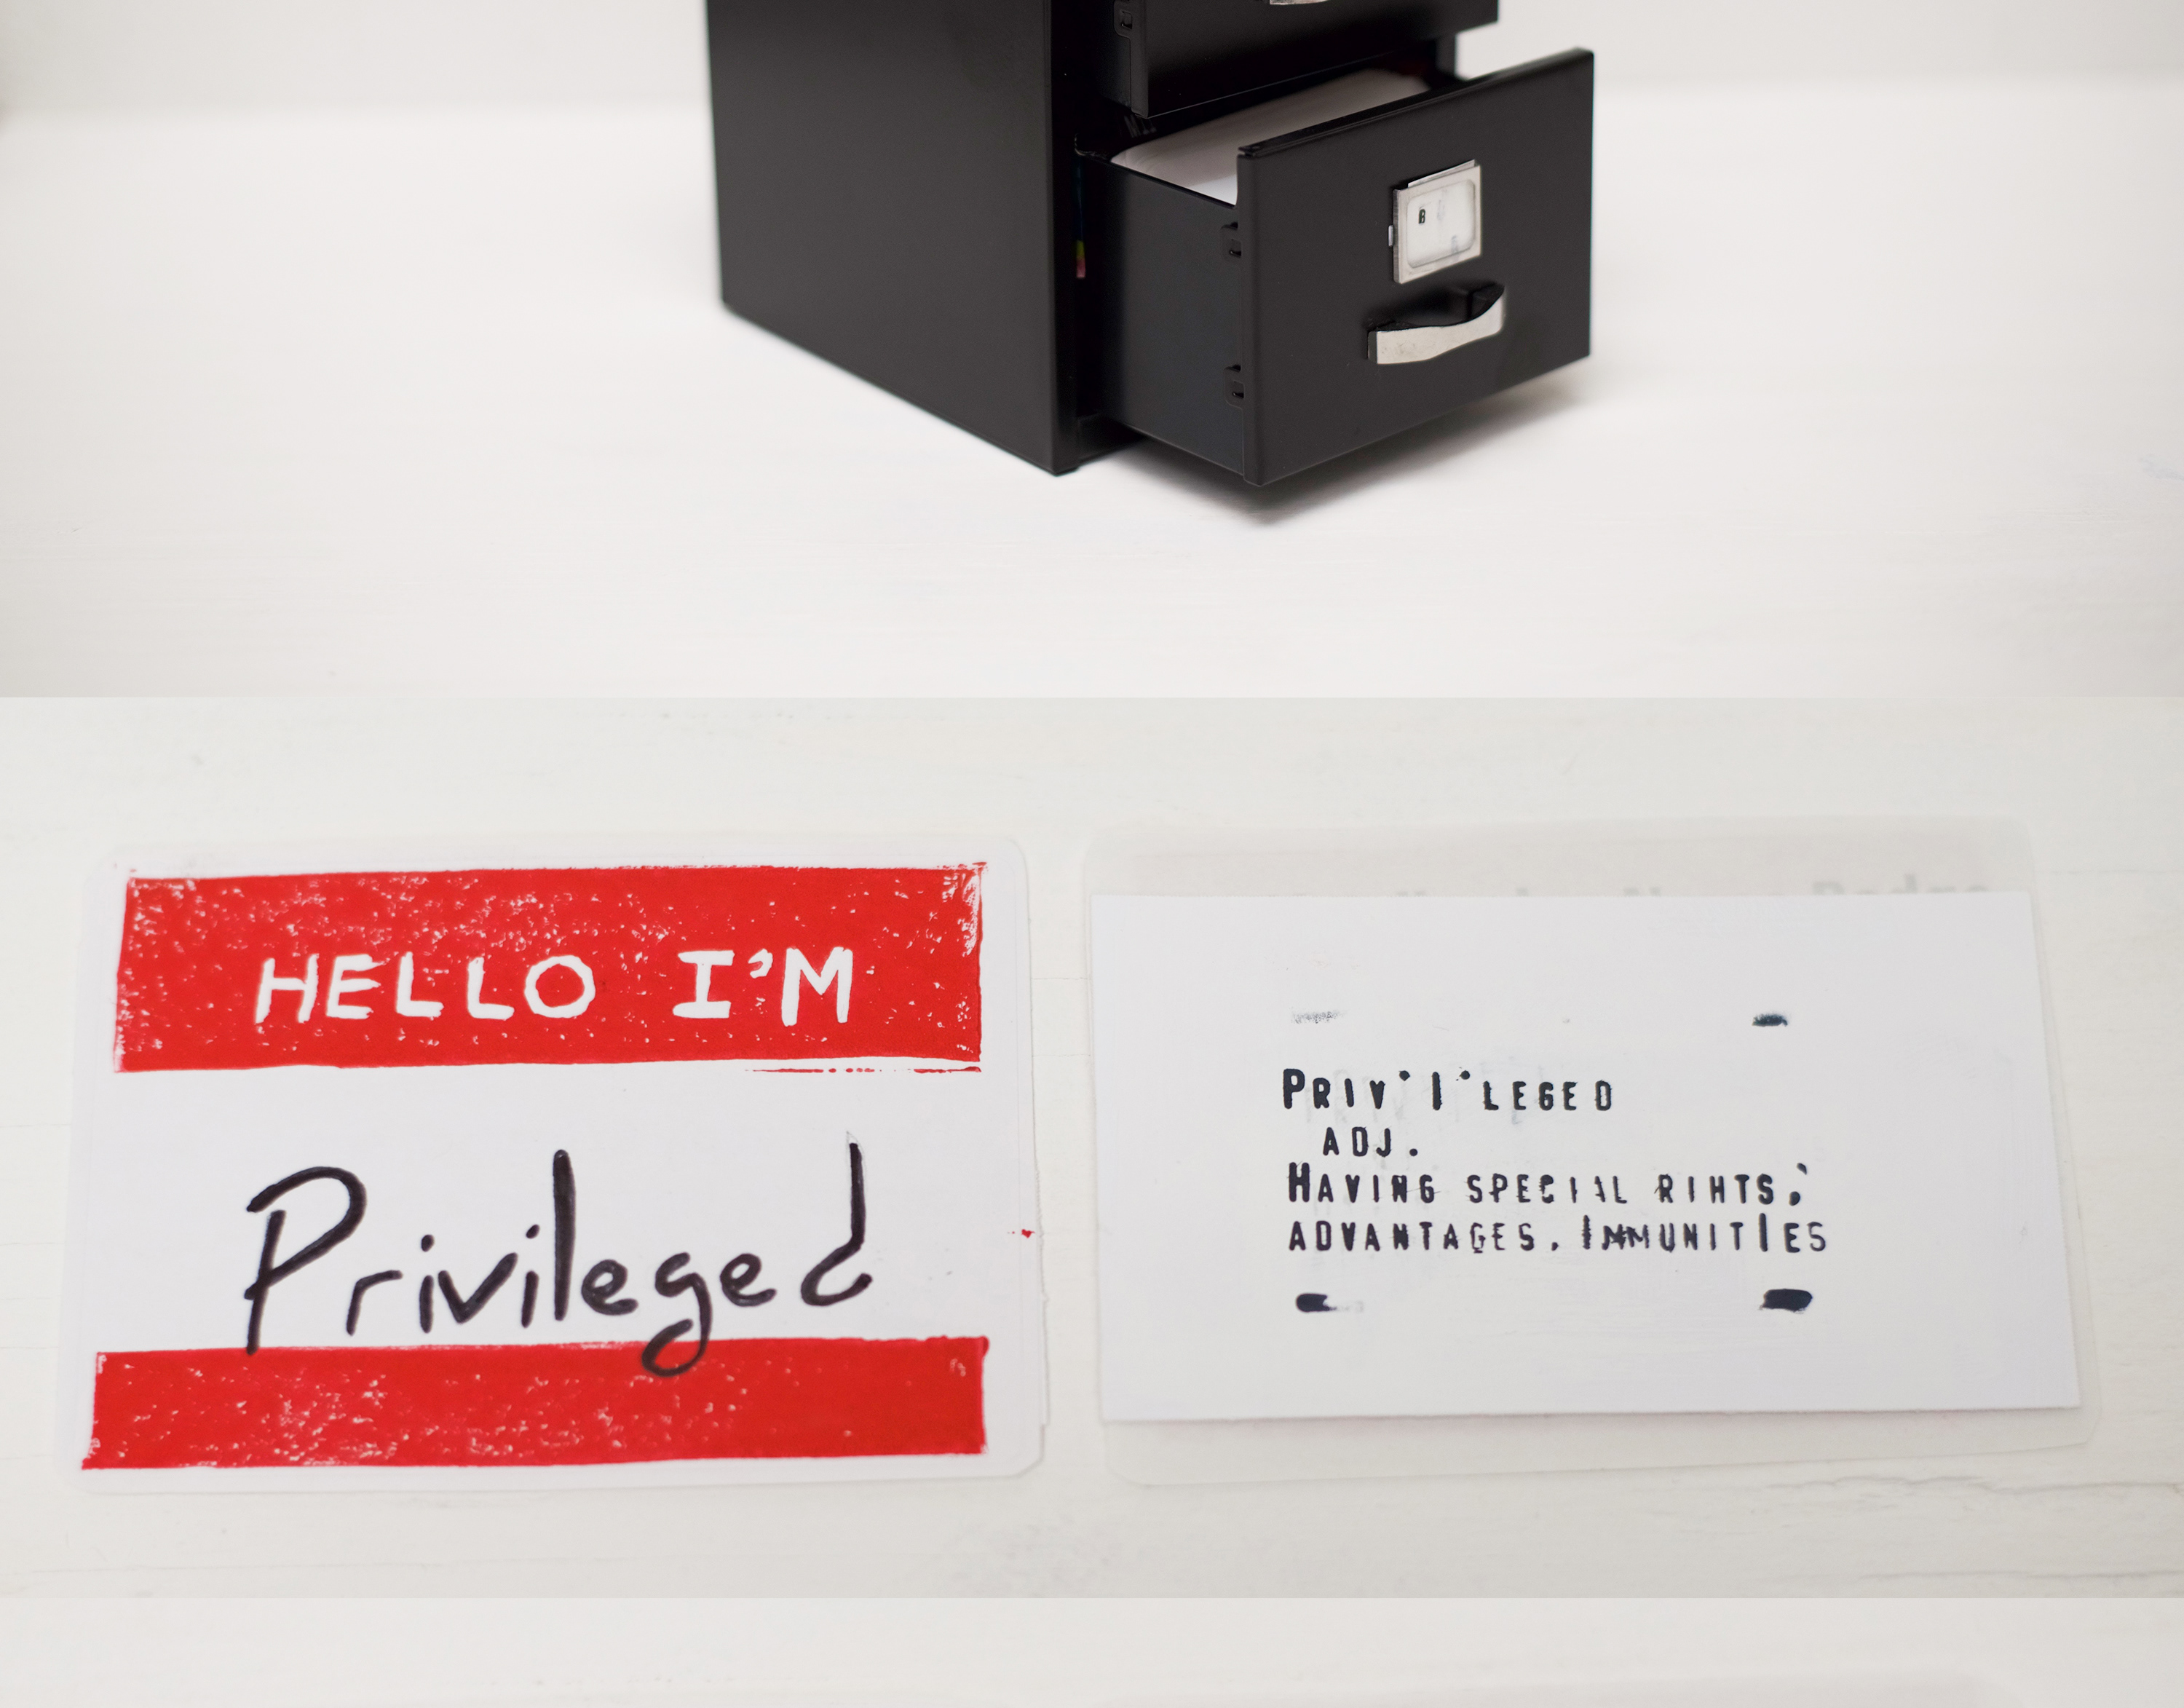 B
HELLO I'M
Privileged
PRIV'I'LEGED
ADJ.
HAVING SPECIAL RIHTS,
ADVANTAGES, IMMUNITIES